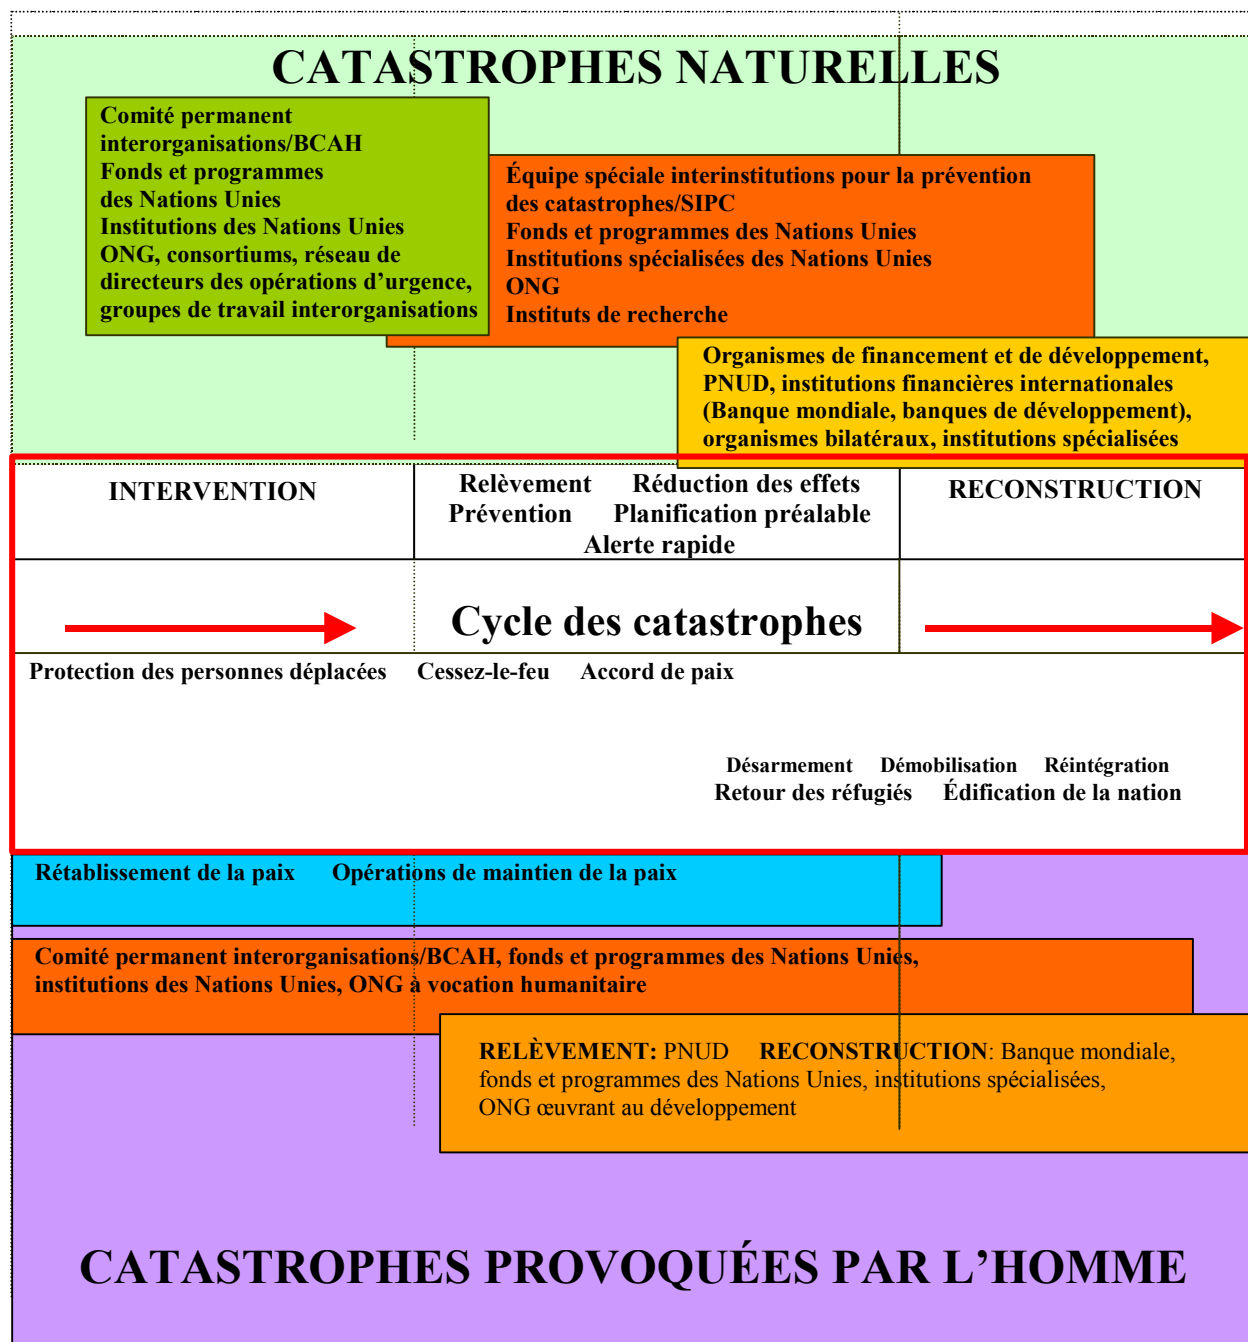 CATASTROPHES NATURELLES
Comité permanent
interorganisations/BCAH
Fonds et programmes
des Nations Unies
Institutions des Nations Unies
ONG, consortiums, réseau de
directeurs des opérations d’urgence,
groupes de travail interorganisations
Équipe spéciale interinstitutions pour la prévention
des catastrophes/SIPC
Fonds et programmes des Nations Unies
Institutions spécialisées des Nations Unies
ONG
Instituts de recherche
Organismes de financement et de développement,
PNUD, institutions financières internationales
(Banque mondiale, banques de développement),
organismes bilatéraux, institutions spécialisées
INTERVENTION
Relèvement Réduction des effets
Prévention Planification préalable
Alerte rapide
RECONSTRUCTION
Cycle des catastrophes
Protection des personnes déplacées Cessez-le-feu Accord de paix
Désarmement Démobilisation Réintégration
Retour des réfugiés Édification de la nation
Rétablissement de la paix Opérations de maintien de la paix
Comité permanent interorganisations/BCAH, fonds et programmes des Nations Unies,
institutions des Nations Unies, ONG à vocation humanitaire
RELÈVEMENT: PNUD RECONSTRUCTION: Banque mondiale,
fonds et programmes des Nations Unies, institutions spécialisées,
ONG œuvrant au développement
CATASTROPHES PROVOQUÉES PAR L’HOMME